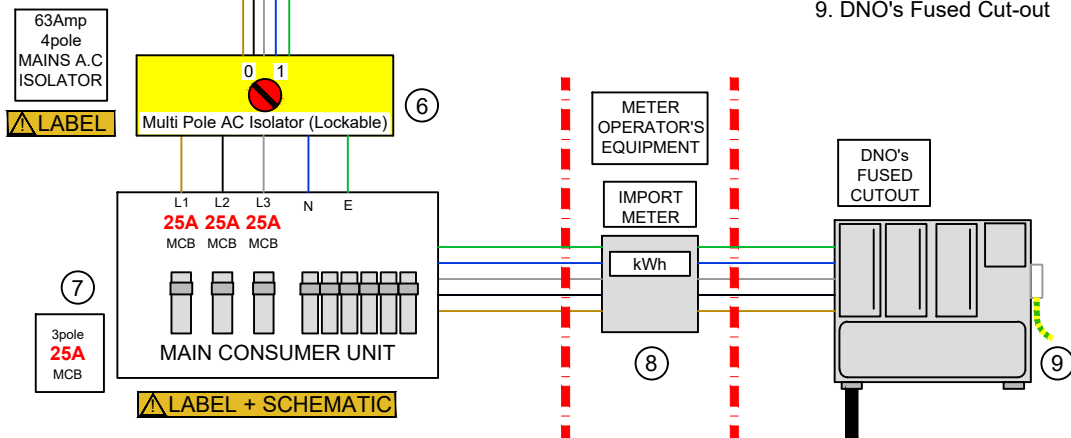 9. DNO's Fused Cut-out
63Amp
4pole
MAINS A.C
ISOLATOR
LABEL
0 1
Multi Pole AC Isolator (Lockable)
6
METER
OPERATOR'S
EQUIPMENT
DNO's
FUSED
CUTOUT
IMPORT
METER
kWh
L1 L2 L3 N E
25A 25A 25A
MCB MCB MCB
7
3pole
25A
MCB
MAIN CONSUMER UNIT
8
9
LABEL + SCHEMATIC